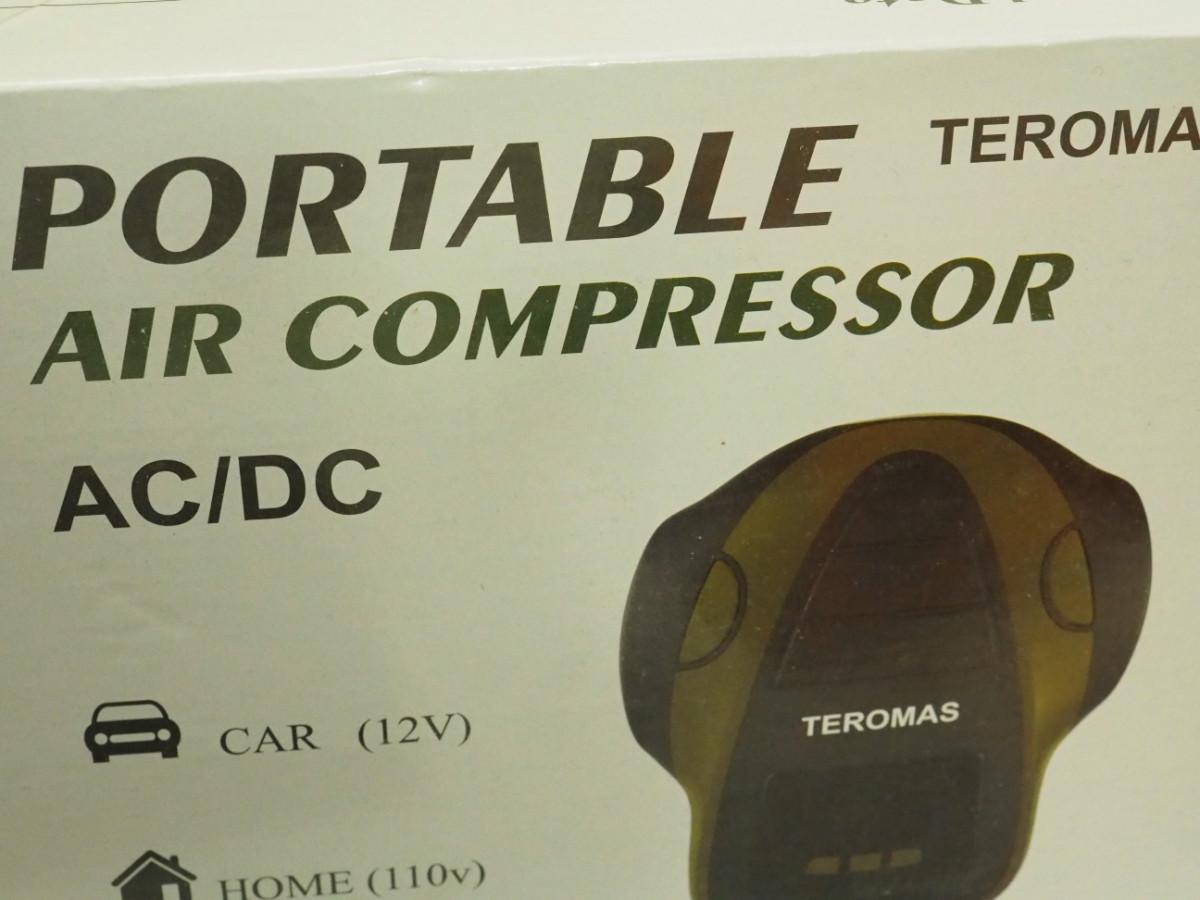 PORTABLE
TEROMA
AIR COMPRESSOR
AC/DC
TEROMAS
CAR (12V)
HOME (110v)